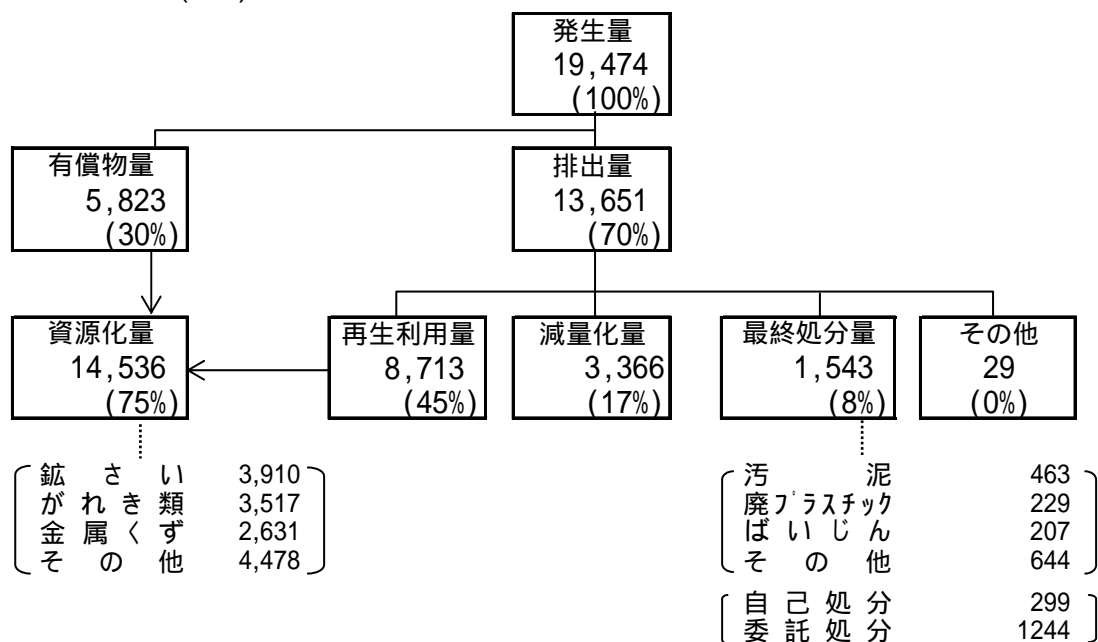 発生量
19,474
(100%)
有償物量
5,823
(30%)
排出量
13,651
(70%)
資源化量
14,536
(75%)
再生利用量
8,713
(45%)
減量化量
3,366
(17%)
最終処分量
1,543
(8%)
その他
29
(0%)
鉱さい 3,910
がれき類 3,517
金属くず 2,631
その他 4,478
汚泥 463
廃プラスチック 229
ばいじん 207
その他 644
自己処分 299
委託処分 1244